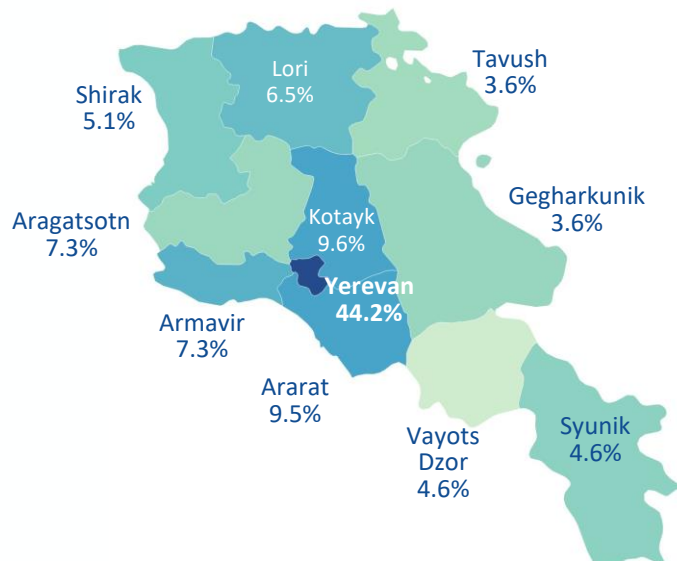 Lori
6.5%
Tavush
3.6%
Shirak
5.1%
Gegharkunik
3.6%
Aragatsotn
7.3%
Kotayk
9.6%
Yerevan
44.2%
Armavir
7.3%
Ararat
9.5%
Vayots
Dzor
4.6%
Syunik
4.6%